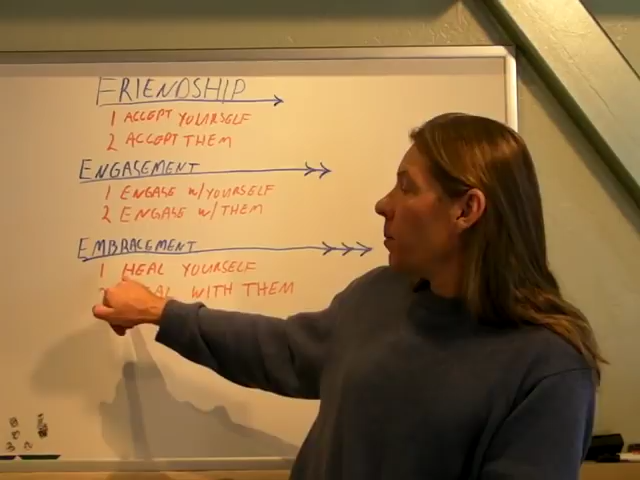 FRIENDSHIP
1 ACCEPT YOURSELF
2 ACCEPT THEM
ENGAGEMENT
1 ENGAGE W/YOURSELF
2 ENGAGE W/ THEM
EMBRACEMENT
1 HEAL YOURSELF
WITH THEM